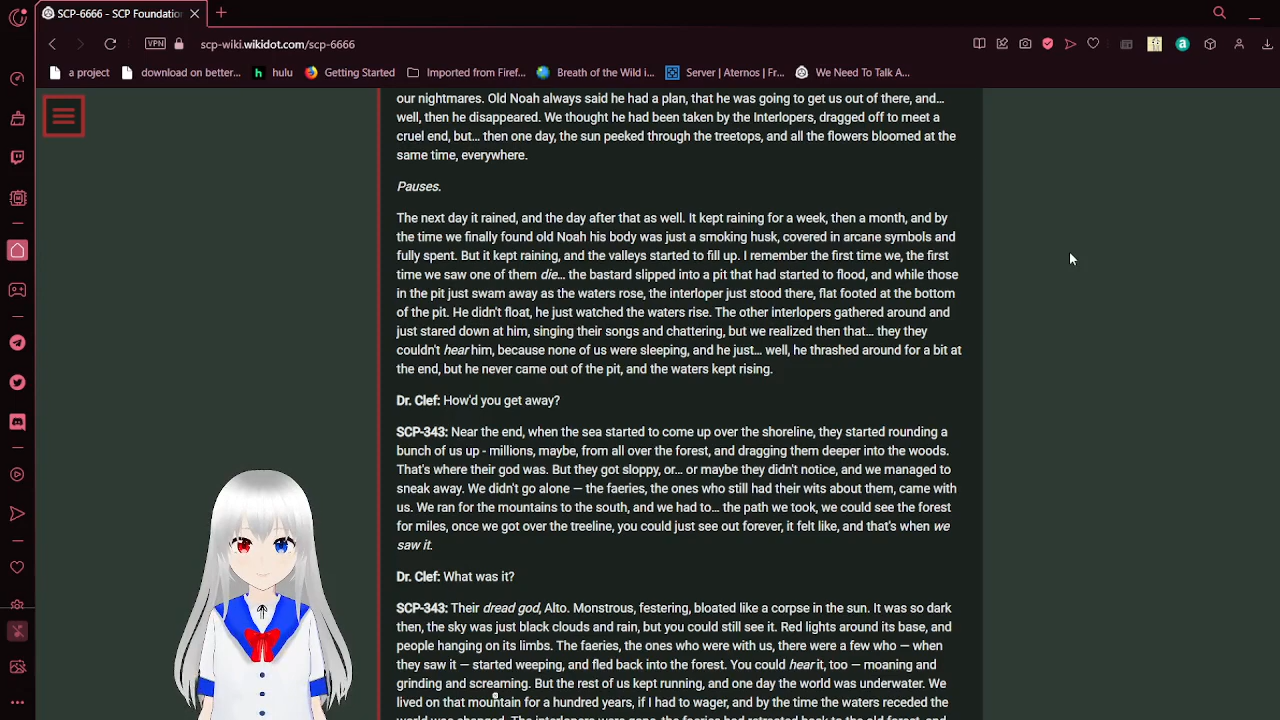 SCP-6666 - SCP Foundatio
VPN
scp-wiki.wikidot.com/scp-6666
a project
download on better...
hulu
Getting Started
Imported from Firef...
Breath of the Wild i...
Server | Aternos | Fr...
We Need To Talk A...
our nightmares. Old Noah always said he had a plan, that he was going to get us out of there, and…
well, then he disappeared. We thought he had been taken by the Interlopers, dragged off to meet a
cruel end, but… then one day, the sun peeked through the treetops, and all the flowers bloomed at the
same time, everywhere.
Pauses.
The next day it rained, and the day after that as well. It kept raining for a week, then a month, and by
the time we finally found old Noah his body was just a smoking husk, covered in arcane symbols and
fully spent. But it kept raining, and the valleys started to fill up. I remember the first time we, the first
time we saw one of them die… the bastard slipped into a pit that had started to flood, and while those
in the pit just swam away as the waters rose, the interloper just stood there, flat footed at the bottom
of the pit. He didn't float, he just watched the waters rise. The other interlopers gathered around and
just stared down at him, singing their songs and chattering, but we realized then that… they they
couldn't hear him, because none of us were sleeping, and he just… well, he thrashed around for a bit at
the end, but he never came out of the pit, and the waters kept rising.
Dr. Clef: How'd you get away?
SCP-343: Near the end, when the sea started to come up over the shoreline, they started rounding a
bunch of us up - millions, maybe, from all over the forest, and dragging them deeper into the woods.
That's where their god was. But they got sloppy, or… or maybe they didn't notice, and we managed to
sneak away. We didn't go alone — the faeries, the ones who still had their wits about them, came with
us. We ran for the mountains to the south, and we had to… the path we took, we could see the forest
for miles, once we got over the treeline, you could just see out forever, it felt like, and that's when we
saw it.
Dr. Clef: What was it?
SCP-343: Their dread god, Alto. Monstrous, festering, bloated like a corpse in the sun. It was so dark
then, the sky was just black clouds and rain, but you could still see it. Red lights around its base, and
people hanging on its limbs. The faeries, the ones who were with us, there were a few who — when
they saw it — started weeping, and fled back into the forest. You could hear it, too — moaning and
grinding and screaming. But the rest of us kept running, and one day the world was underwater. We
lived on that mountain for a hundred years, if I had to wager, and by the time the waters receded the
world was changed. The interlopers were gone, the faeries had retreated back to the old forest, and